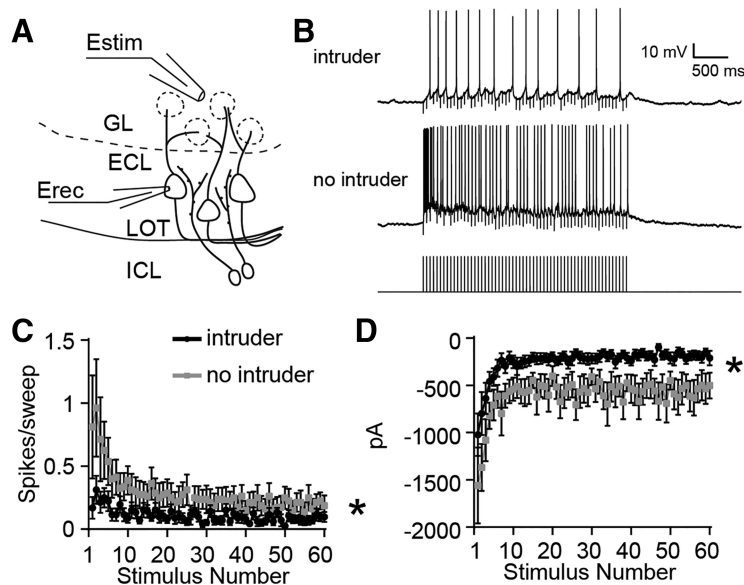 A
Estim
GL
ECL
Erec
LOT
ICL
B
intruder
10 mV
500 ms
no intruder
C
1.5
1
0.5
0
Spikes/sweep
intruder
no intruder
*
1 10 20 30 40 50 60
Stimulus Number
D
0
-500
-1000
-1500
-2000
pA
*
1 10 20 30 40 50 60
Stimulus Number